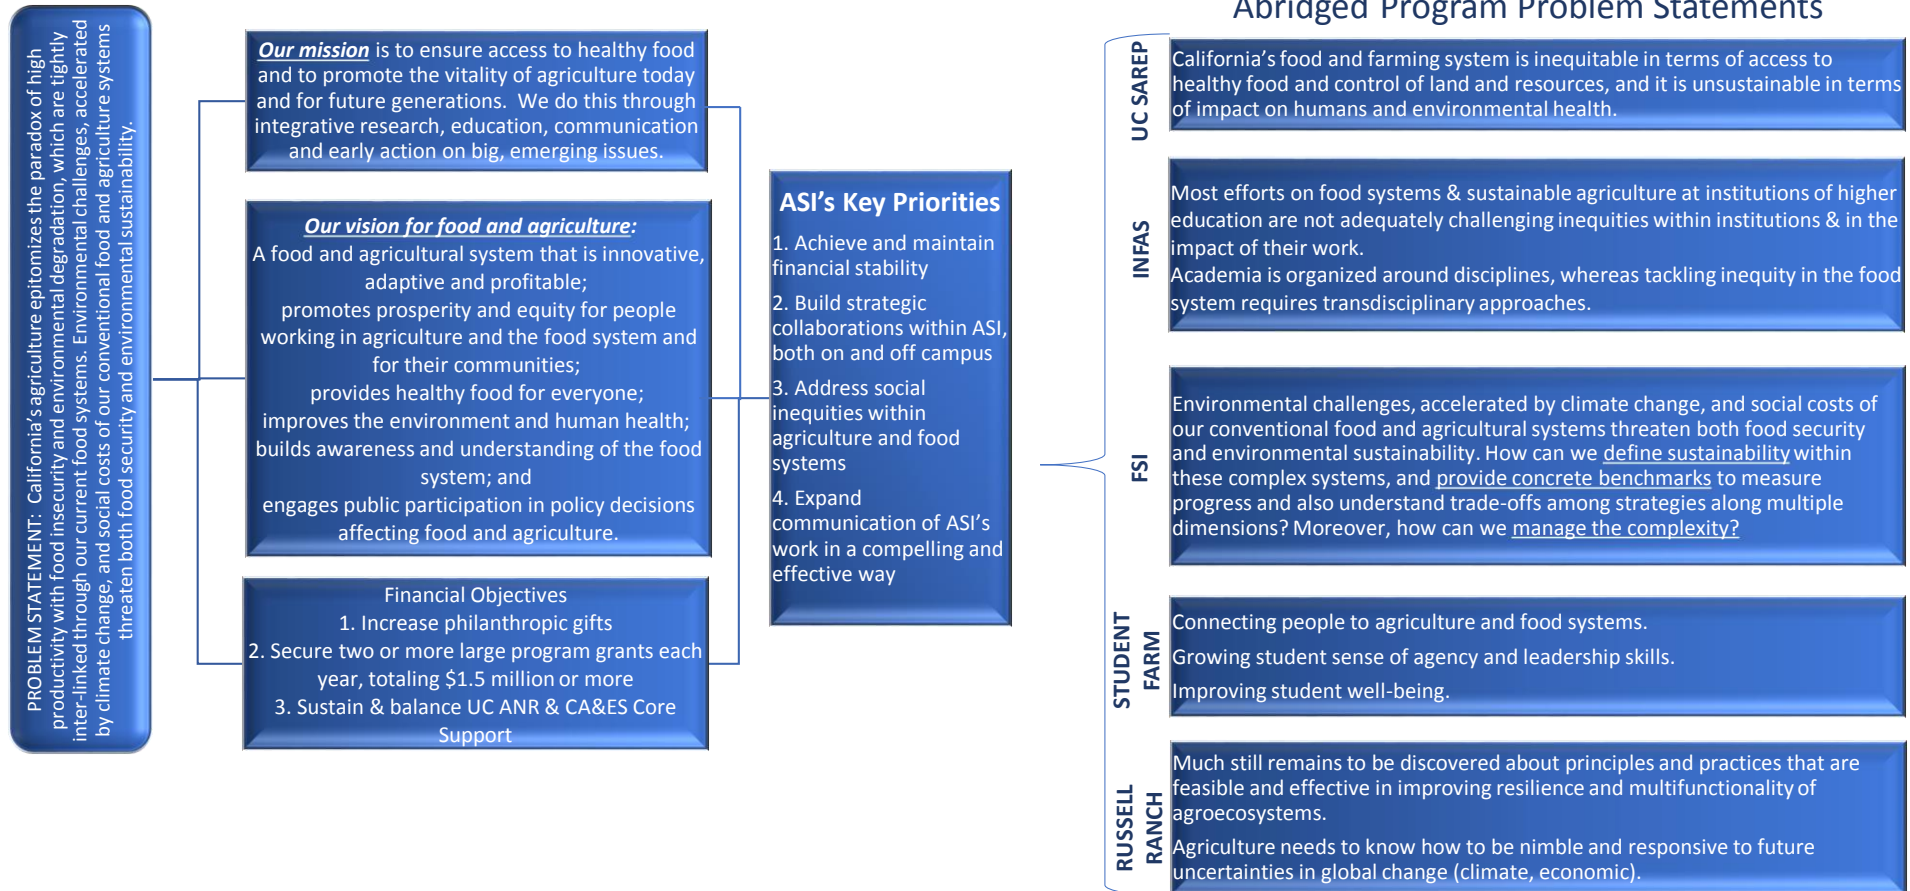 PROBLEM STATEMENT: California's agriculture epitomizes the paradox of high
productivity with food insecurity and environmental degradation, which are tightly
inter-linked through our current food systems. Environmental challenges, accelerated
by climate change, and social costs of our conventional food and agriculture systems
threaten both food security and environmental sustainability.
Our mission is to ensure access to healthy food
and to promote the vitality of agriculture today
and for future generations. We do this through
integrative research, education, communication
and early action on big, emerging issues.
Our vision for food and agriculture:
A food and agricultural system that is innovative,
adaptive and profitable;
promotes prosperity and equity for people
working in agriculture and the food system and
for their communities;
provides healthy food for everyone;
improves the environment and human health;
builds awareness and understanding of the food
system; and
engages public participation in policy decisions
affecting food and agriculture.
Financial Objectives
1. Increase philanthropic gifts
2. Secure two or more large program grants each
year, totaling $1.5 million or more
3. Sustain & balance UC ANR & CA&ES Core
Support
ASI's Key Priorities
1. Achieve and maintain
financial stability
2. Build strategic
collaborations within ASI,
both on and off campus
3. Address social
inequities within
agriculture and food
systems
4. Expand
communication of ASI's
work in a compelling and
effective way
Abridged Program Problem Statements
UC SAREP
California's food and farming system is inequitable in terms of access to
healthy food and control of land and resources, and it is unsustainable in terms
of impact on humans and environmental health.
INFAS
Most efforts on food systems & sustainable agriculture at institutions of higher
education are not adequately challenging inequities within institutions & in the
impact of their work.
Academia is organized around disciplines, whereas tackling inequity in the food
system requires transdisciplinary approaches.
FSI
Environmental challenges, accelerated by climate change, and social costs of
our conventional food and agricultural systems threaten both food security
and environmental sustainability. How can we define sustainability within
these complex systems, and provide concrete benchmarks to measure
progress and also understand trade-offs among strategies along multiple
dimensions? Moreover, how can we manage the complexity?
STUDENT
FARM
Connecting people to agriculture and food systems.
Growing student sense of agency and leadership skills.
Improving student well-being.
RUSSELL
RANCH
Much still remains to be discovered about principles and practices that are
feasible and effective in improving resilience and multifunctionality of
agroecosystems.
Agriculture needs to know how to be nimble and responsive to future
uncertainties in global change (climate, economic).